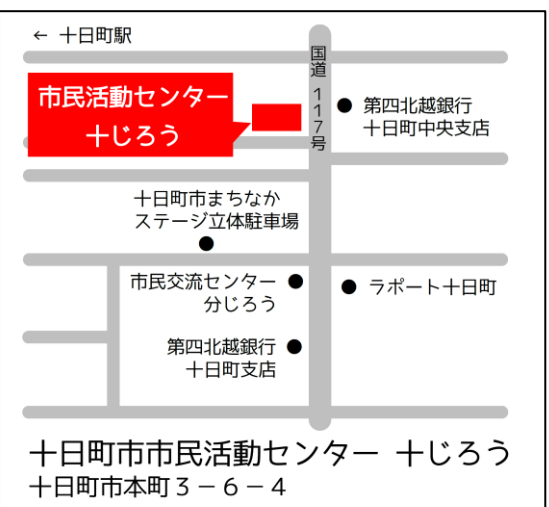 ← 十日町駅
国道117号
市民活動センター
十じろう
第四北越銀行
十日町中央支店
十日町市まちなか
ステージ立体駐車場
市民交流センター
分じろう
ラポート十日町
第四北越銀行
十日町支店
十日町市市民活動センター 十じろう
十日町市本町３－６－４